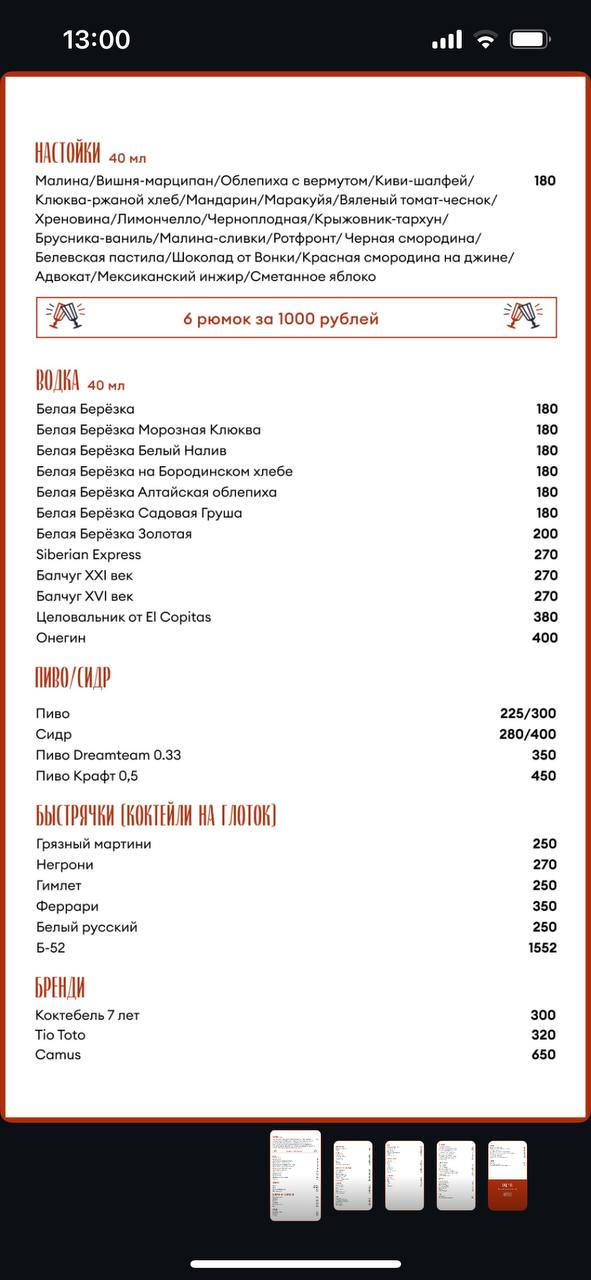 13:00
НАСТОЙКИ 40 мл
Малина/Вишня-марципан/Облепиха с вермутом/Киви-шалфей/ 180
Клюква-ржаной хлеб/Мандарин/Маракуйя/Вяленый томат-чеснок/
Хреновина/Лимончелло/Черноплодная/Крыжовник-тархун/
Брусника-ваниль/Малина-сливки/Ротфронт/ Черная смородина/
Белевская пастила/Шоколад от Вонки/Красная смородина на джине/
Адвокат/Мексиканский инжир/Сметанное яблоко
6 рюмок за 1000 рублей
ВОДКА 40 мл
Белая Берёзка 180
Белая Берёзка Морозная Клюква 180
Белая Берёзка Белый Налив 180
Белая Берёзка на Бородинском хлебе 180
Белая Берёзка Алтайская облепиха 180
Белая Берёзка Садовая Груша 180
Белая Берёзка Золотая 200
Siberian Express 270
Балчуг XXI век 270
Балчуг XVI век 270
Целовальник от El Copitas 380
Онегин 400
ПИВО/СИДР
Пиво 225/300
Сидр 280/400
Пиво Dreamteam 0.33 350
Пиво Крафт 0,5 450
БЫСТРЯЧКИ (КОКТЕЙЛИ НА ГЛОТОК)
Грязный мартини 250
Негрони 270
Гимлет 250
Феррари 350
Белый русский 250
Б-52 1552
БРЕНДИ
Коктебель 7 лет 300
Tio Toto 320
Camus 650